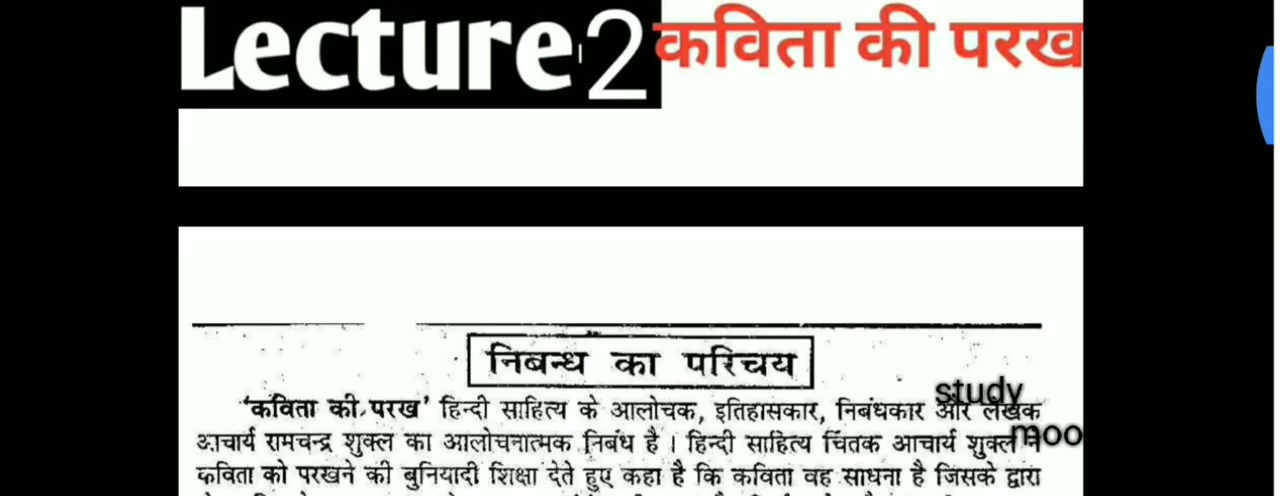 Lecture 2 कविता की परख
निबन्ध का परिचय
study
'कविता की परख' हिन्दी साहित्य के आलोचक, इतिहासकार, निबंधकार और लेखक
moo
आचार्य रामचन्द्र शुक्ल का आलोचनात्मक निबंध है । हिन्दी साहित्य चिंतक आचार्य शुक्ल ने
कविता को परखने की बुनियादी शिक्षा देते हुए कहा है कि कविता वह साधना है जिसके द्वारा